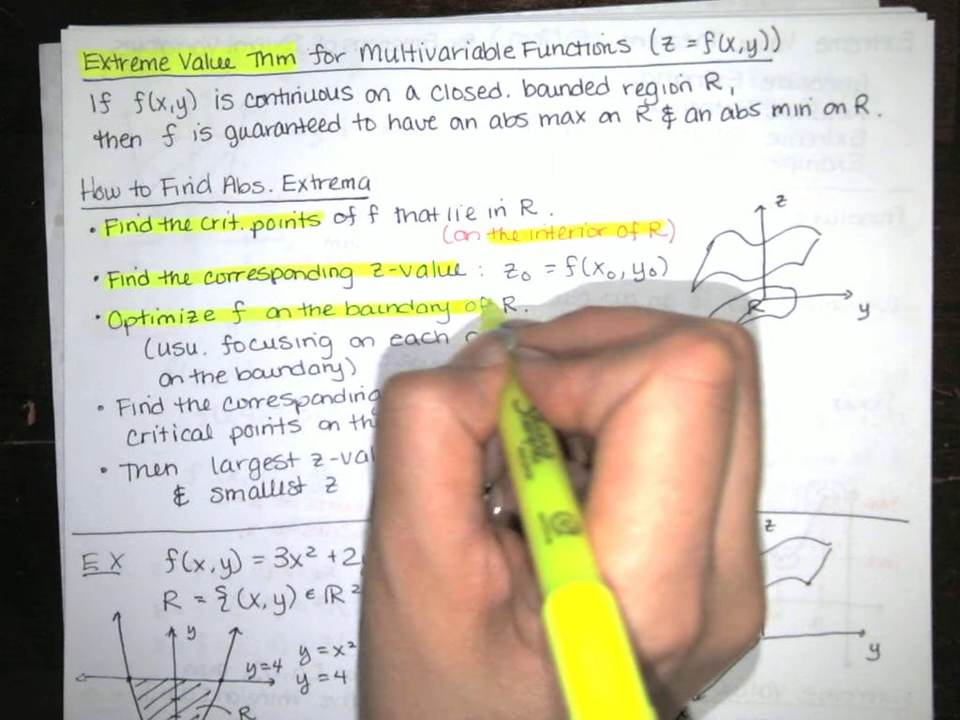 Extreme Value Thm for Multivariable Functions (z = f(x,y))
If f(x,y) is continuous on a closed, bounded region R,
then f is guaranteed to have an abs max on R & an abs min on R.
How to Find Abs. Extrema
• Find the crit. points of f that lie in R.
(on the interior of R)
• Find the corresponding z-value : z₀ = f(x₀, y₀)
• Optimize f on the boundary of R.
(usu. focusing on each
on the boundary)
• Find the corresponding
critical points on
• Then largest
& smallest z
z
y
R
EX f(x,y) = 3x² + 2
R = {(x,y) ∈ ℝ²
y
y=4
y = x²
y = 4
R
z
y
Sharpie